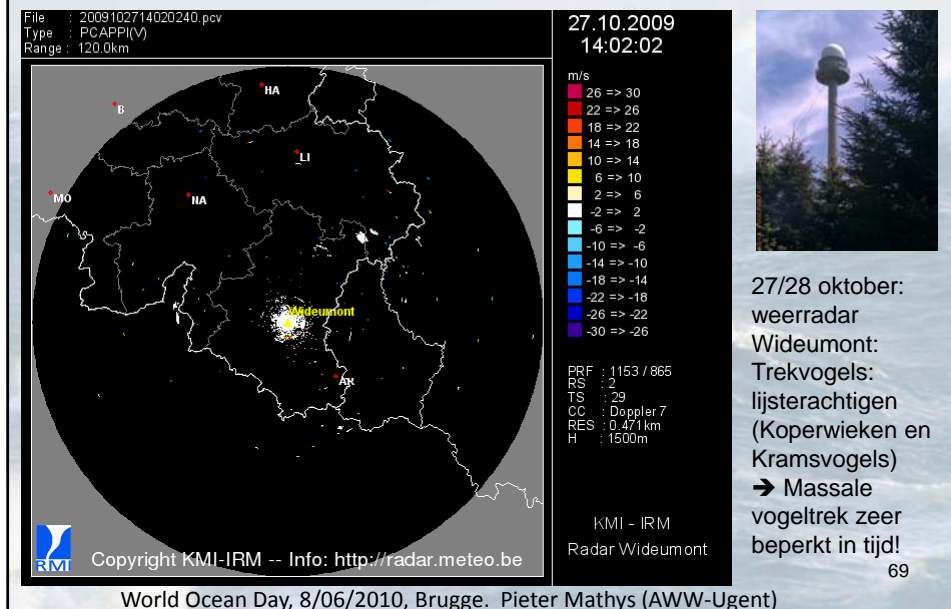 File : 2009102714020240.pcv
Type : PCAPPI(V)
Range : 120.0km
27.10.2009
14:02:02
m/s
26 => 30
22 => 26
18 => 22
14 => 18
10 => 14
6 => 10
2 => 6
-2 => 2
-6 => -2
-10 => -6
-14 => -10
-18 => -14
-22 => -18
-26 => -22
-30 => -26
PRF : 1153 / 865
RS : 2
TS : 29
CC : Doppler 7
RES : 0.471km
H : 1500m
KMI - IRM
Radar Wideumont
HA
B
LI
MO
NA
Wideumont
AR
RMI
Copyright KMI-IRM -- Info: http://radar.meteo.be
27/28 oktober:
weerradar
Wideumont:
Trekvogels:
lijsterachtigen
(Koperwieken en
Kramsvogels)
➔ Massale
vogeltrek zeer
beperkt in tijd!
69
World Ocean Day, 8/06/2010, Brugge. Pieter Mathys (AWW-Ugent)